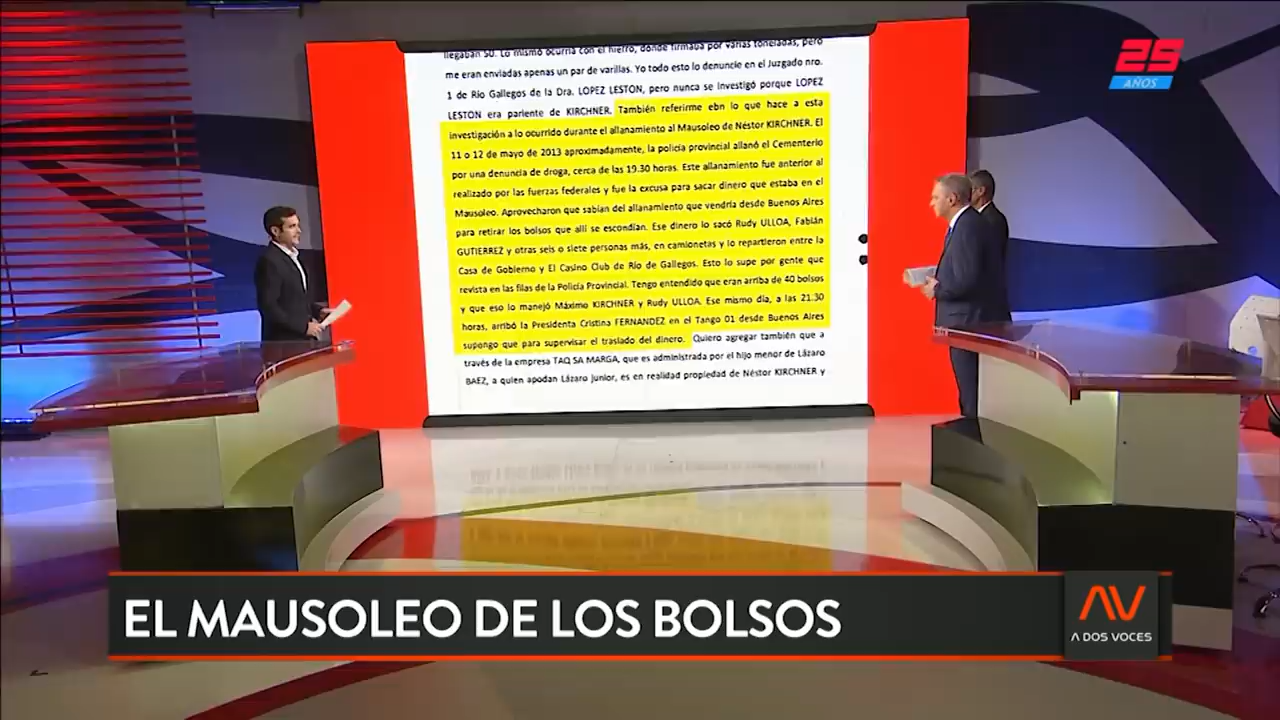 llegaban 50. Lo mismo ocurría con el hierro, donde firmaba por varias toneladas, pero
me eran enviadas apenas un par de varillas. Yo todo esto lo denuncie en el Juzgado nro.
1 de Río Gallegos de la Dra. LOPEZ LESTON, pero nunca se investigó porque LOPEZ
LESTON era pariente de KIRCHNER. También referirme ebn lo que hace a esta
investigación a lo ocurrido durante el allanamiento al Mausoleo de Néstor KIRCHNER. El
11 o 12 de mayo de 2013 aproximadamente, la policía provincial allanó el Cementerio
por una denuncia de droga, cerca de las 19.30 horas. Este allanamiento fue anterior al
realizado por las fuerzas federales y fue la excusa para sacar dinero que estaba en el
Mausoleo. Aprovecharon que sabían del allanamiento que vendría desde Buenos Aires
para retirar los bolsos que allí se escondían. Ese dinero lo sacó Rudy ULLOA, Fabián
GUTIERREZ y otras seis o siete personas más, en camionetas y lo repartieron entre la
Casa de Gobierno y El Casino Club de Río de Gallegos. Esto lo supe por gente que
revista en las filas de la Policía Provincial. Tengo entendido que eran arriba de 40 bolsos
y que eso lo manejó Máximo KIRCHNER y Rudy ULLOA. Ese mismo día, a las 21.30
horas, arribó la Presidenta Cristina FERNANDEZ en el Tango 01 desde Buenos Aires
supongo que para supervisar el traslado del dinero. Quiero agregar también que a
través de la empresa TAQ SA MARGA, que es administrada por el hijo menor de Lázaro
BAEZ, a quien apodan Lázaro junior, es en realidad propiedad de Néstor KIRCHNER y
25
AÑOS
EL MAUSOLEO DE LOS BOLSOS
AV
A DOS VOCES